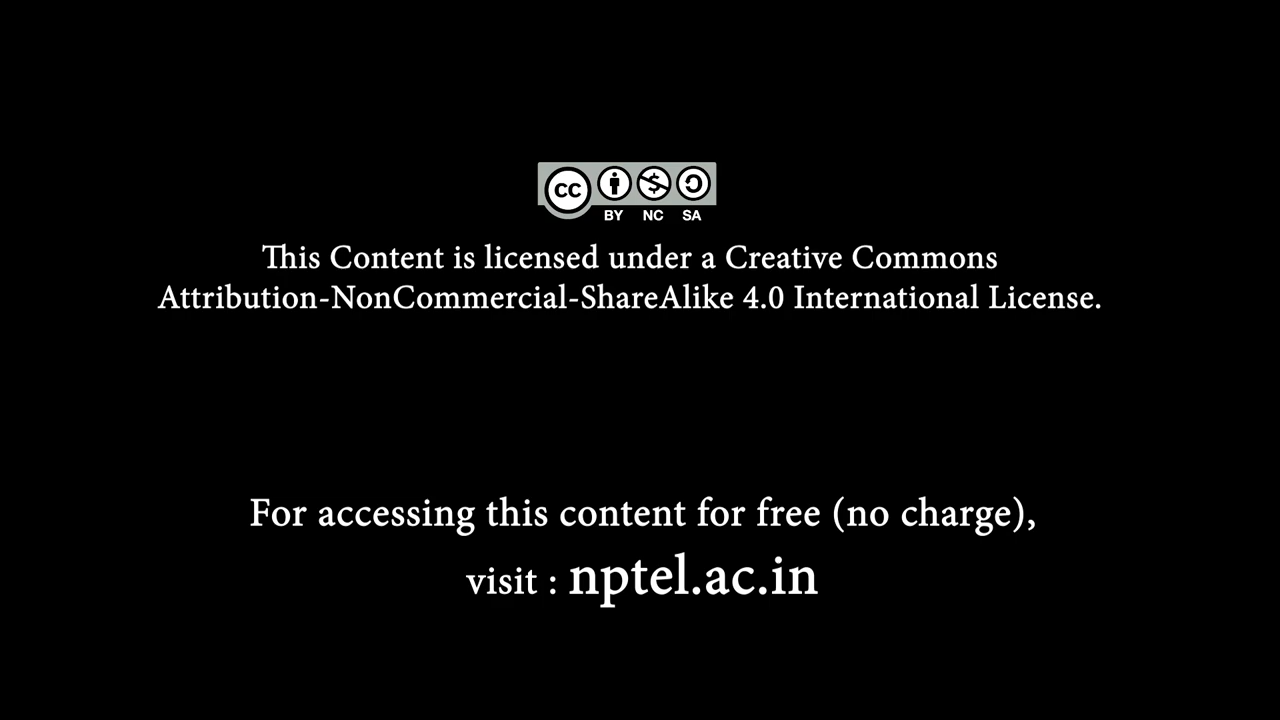 cc
BY NC SA
This Content is licensed under a Creative Commons
Attribution-NonCommercial-ShareAlike 4.0 International License.
For accessing this content for free (no charge),
visit : nptel.ac.in